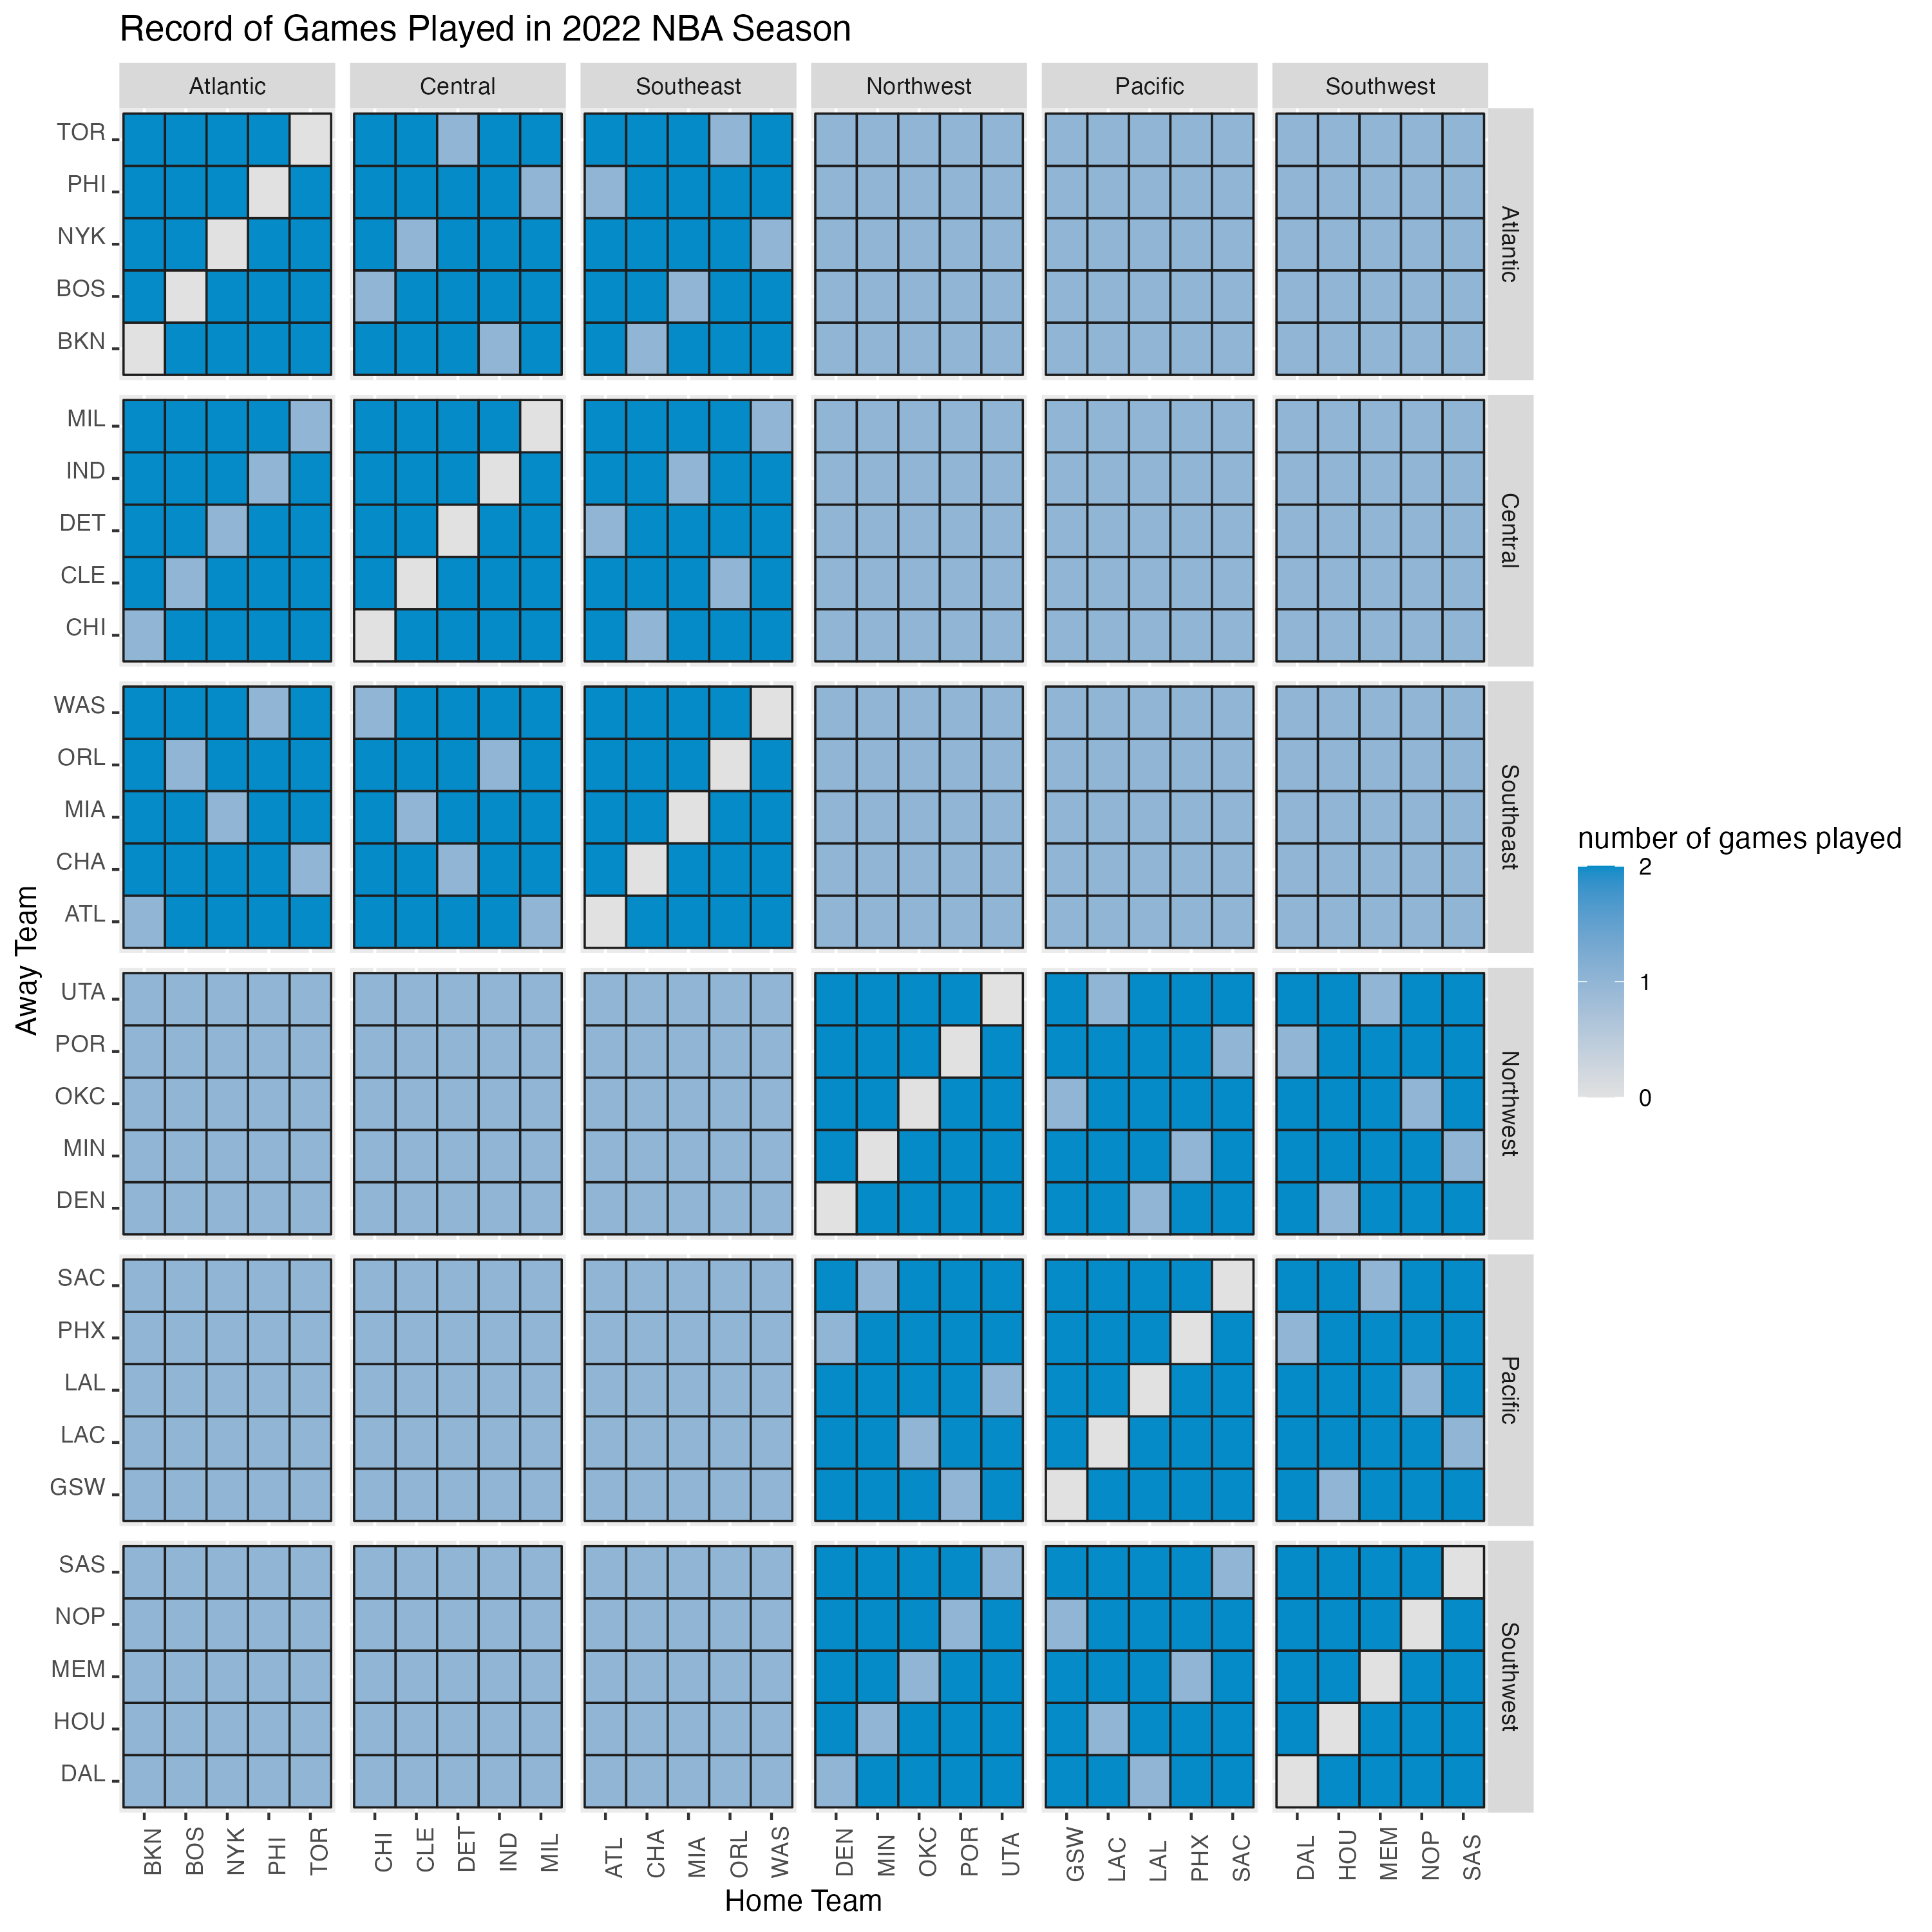 Record of Games Played in 2022 NBA Season
Atlantic Central Southeast Northwest Pacific Southwest
TOR
PHI
NYK
BOS
BKN
Atlantic
MIL
IND
DET
CLE
CHI
Central
WAS
ORL
MIA
CHA
ATL
Southeast
UTA
POR
OKC
MIN
DEN
Northwest
SAC
PHX
LAL
LAC
GSW
Pacific
SAS
NOP
MEM
HOU
DAL
Southwest
Away Team
BKN BOS NYK PHI TOR CHI CLE DET IND MIL ATL CHA MIA ORL WAS DEN MIN OKC POR UTA GSW LAC LAL PHX SAC DAL HOU MEM NOP SAS
Home Team
number of games played
2
1
0